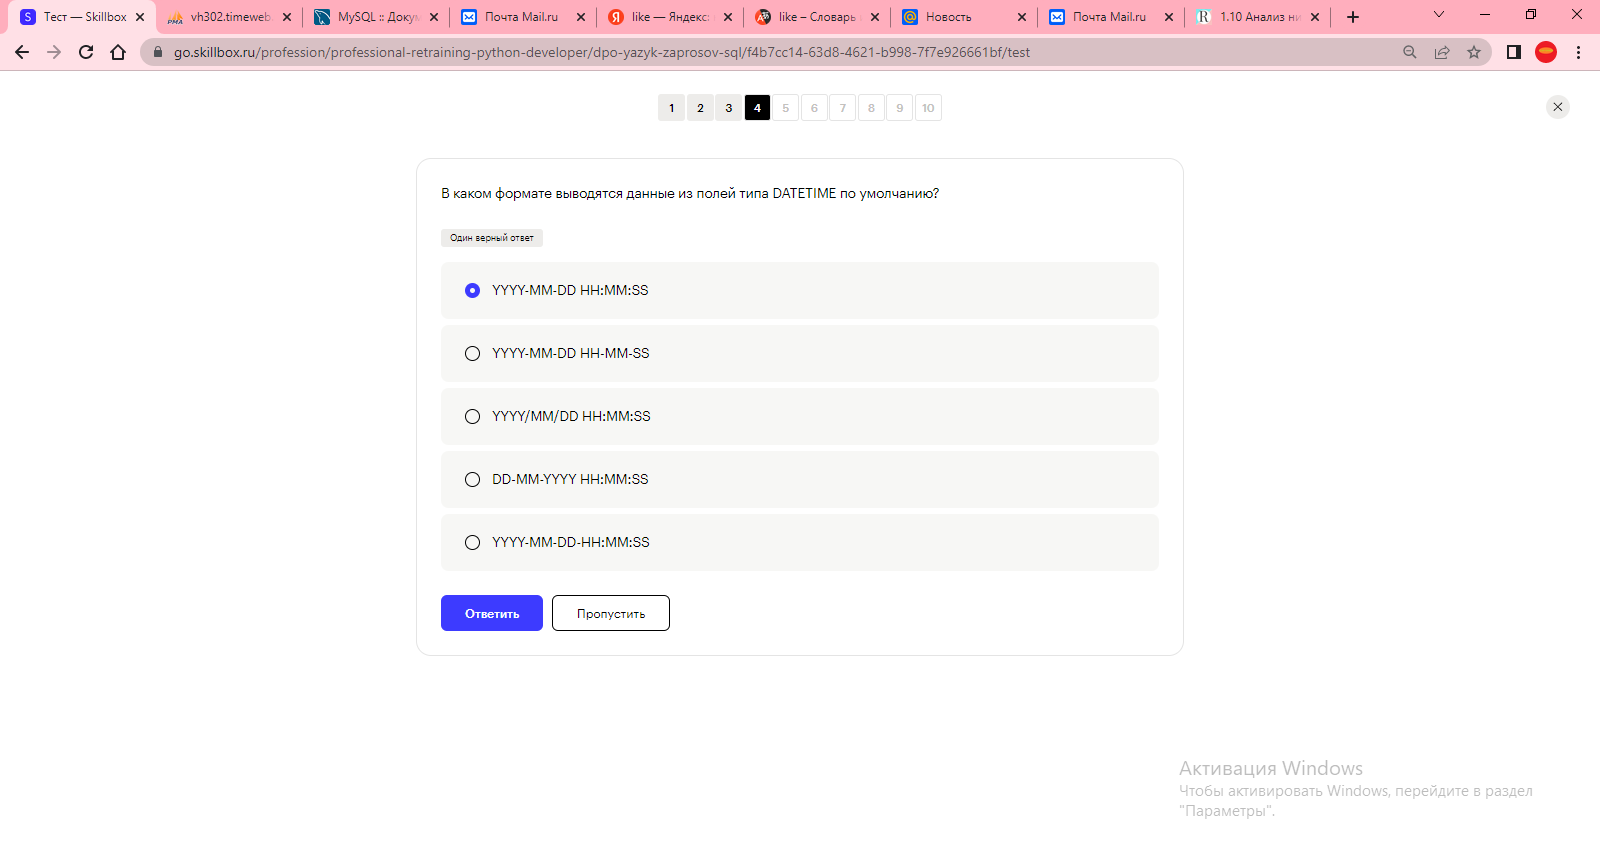 Тест — Skillbox
vh302.timeweb.
MySQL :: Докум
Почта Mail.ru
like — Яндекс:
like – Словарь
Новость
Почта Mail.ru
1.10 Анализ ни
go.skillbox.ru/profession/professional-retraining-python-developer/dpo-yazyk-zaprosov-sql/f4b7cc14-63d8-4621-b998-7f7e926661bf/test
1 2 3 4 5 6 7 8 9 10
В каком формате выводятся данные из полей типа DATETIME по умолчанию?
Один верный ответ
YYYY-MM-DD HH:MM:SS
YYYY-MM-DD HH-MM-SS
YYYY/MM/DD HH:MM:SS
DD-MM-YYYY HH:MM:SS
YYYY-MM-DD-HH:MM:SS
Ответить Пропустить
Активация Windows
Чтобы активировать Windows, перейдите в раздел
"Параметры".